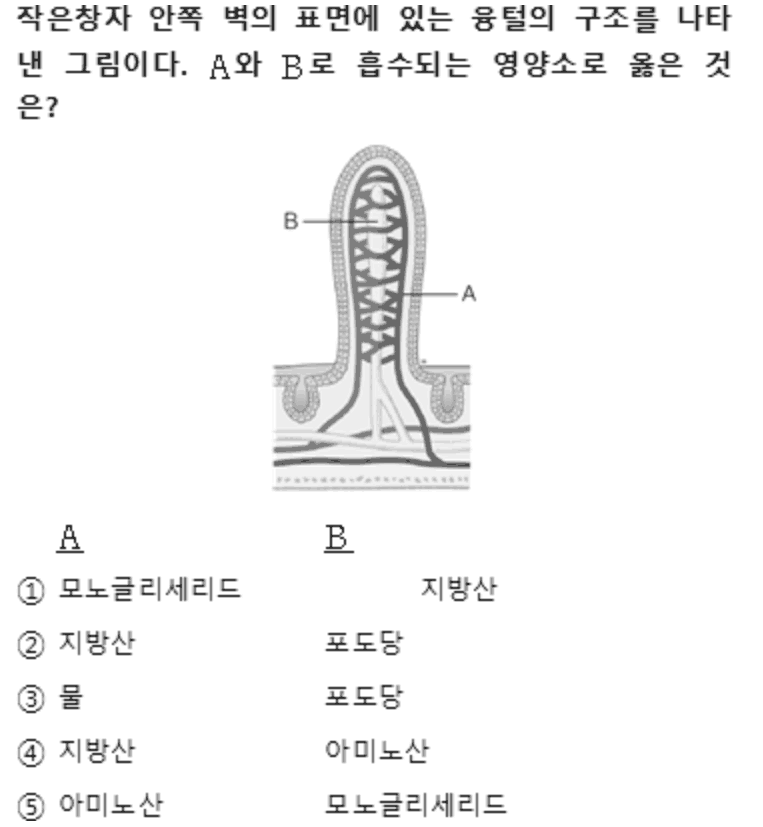 작은창자 안쪽 벽의 표면에 있는 융털의 구조를 나타
낸 그림이다. A와 B로 흡수되는 영양소로 옳은 것
은?
B
A
A B
① 모노글리세리드 지방산
② 지방산 포도당
③ 물 포도당
④ 지방산 아미노산
⑤ 아미노산 모노글리세리드